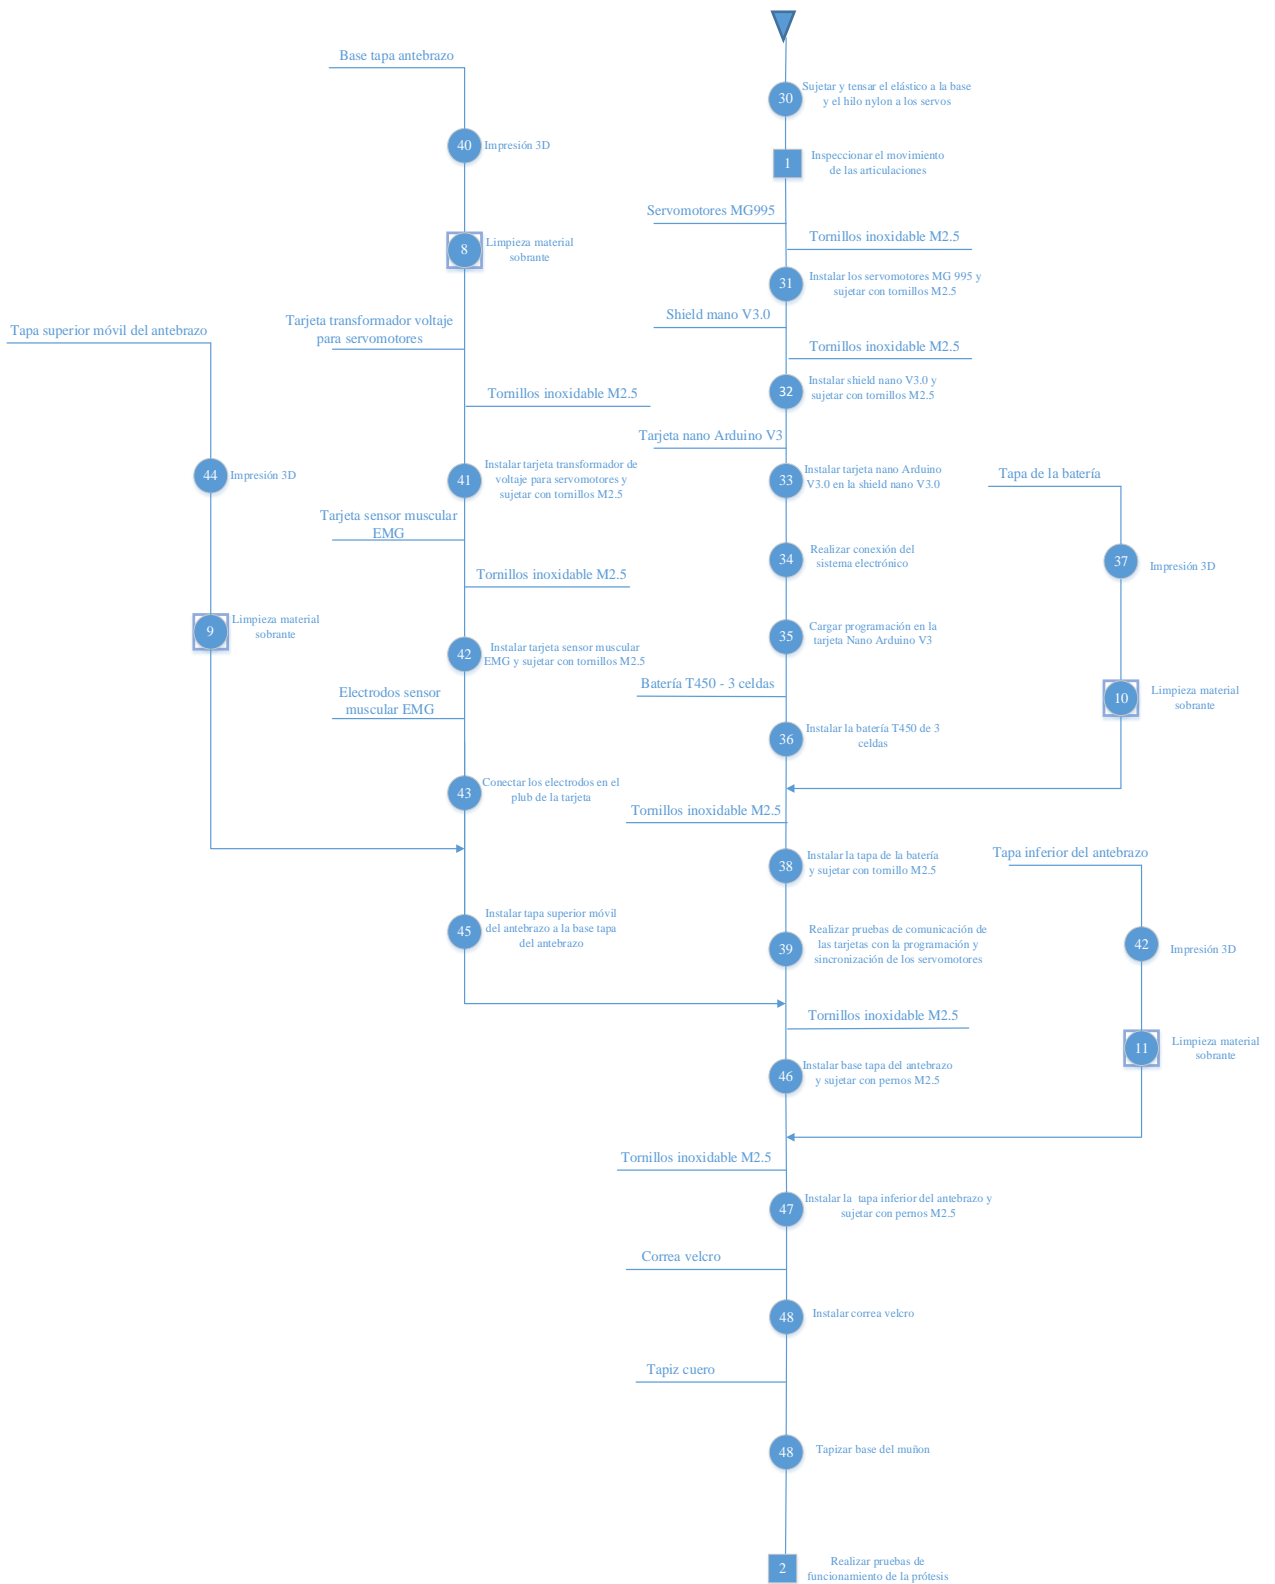 Base tapa antebrazo
40
Impresión 3D
8
Limpieza material
sobrante
Tarjeta transformador voltaje
para servomotores
Tornillos inoxidable M2.5
41
Instalar tarjeta transformador de
voltaje para servomotores y
sujetar con tornillos M2.5
Tarjeta sensor muscular
EMG
Tornillos inoxidable M2.5
42
Instalar tarjeta sensor muscular
EMG y sujetar con tornillos M2.5
Electrodos sensor
muscular EMG
43
Conectar los electrodos en el
plub de la tarjeta
45
Instalar tapa superior móvil
del antebrazo a la base tapa
del antebrazo
Tapa superior móvil del antebrazo
44
Impresión 3D
9
Limpieza material
sobrante
30
Sujetar y tensar el elástico a la base
y el hilo nylon a los servos
1
Inspeccionar el movimiento
de las articulaciones
Servomotores MG995
Tornillos inoxidable M2.5
31
Instalar los servomotores MG 995 y
sujetar con tornillos M2.5
Shield mano V3.0
Tornillos inoxidable M2.5
32
Instalar shield nano V3.0 y
sujetar con tornillos M2.5
Tarjeta nano Arduino V3
33
Instalar tarjeta nano Arduino
V3.0 en la shield nano V3.0
34
Realizar conexión del
sistema electrónico
35
Cargar programación en la
tarjeta Nano Arduino V3
Batería T450 - 3 celdas
36
Instalar la batería T450 de 3
celdas
Tapa de la batería
37
Impresión 3D
10
Limpieza material
sobrante
Tornillos inoxidable M2.5
38
Instalar la tapa de la batería
y sujetar con tornillo M2.5
39
Realizar pruebas de comunicación de
las tarjetas con la programación y
sincronización de los servomotores
Tornillos inoxidable M2.5
46
Instalar base tapa del antebrazo
y sujetar con pernos M2.5
Tapa inferior del antebrazo
42
Impresión 3D
11
Limpieza material
sobrante
Tornillos inoxidable M2.5
47
Instalar la tapa inferior del antebrazo y
sujetar con pernos M2.5
Correa velcro
48
Instalar correa velcro
Tapiz cuero
48
Tapizar base del muñon
2
Realizar pruebas de
funcionamiento de la prótesis